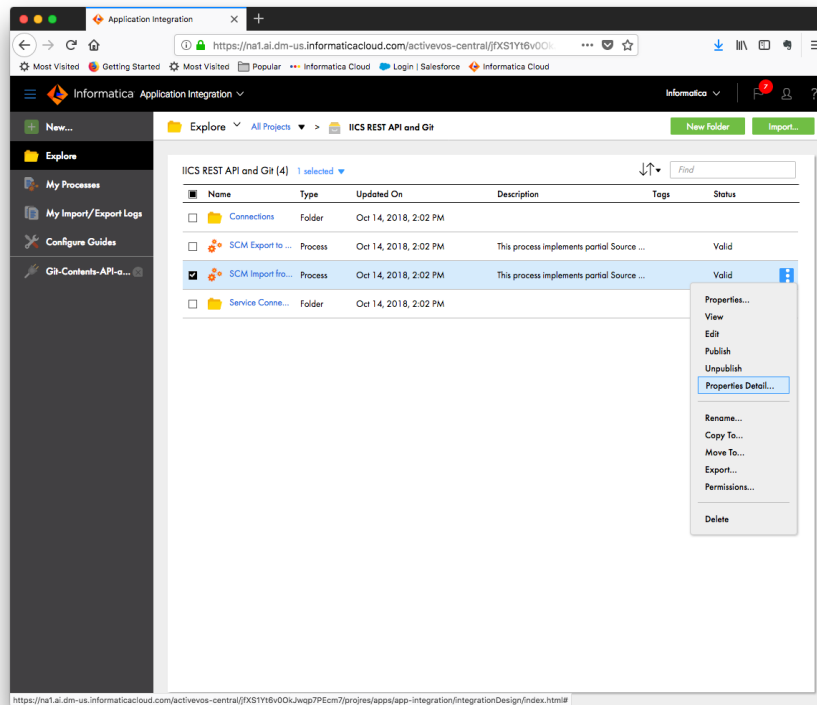 Application Integration
https://na1.ai.dm-us.informaticacloud.com/activevos-central/jfXS1Yt6v0Ok
Most Visited Getting Started Most Visited Popular Informatica Cloud Login | Salesforce Informatica Cloud
Informatica Application Integration Informatica 7 ?
New... Explore All Projects > IICS REST API and Git New Folder Import...
Explore
My Processes
My Import/Export Logs
Configure Guides
Git-Contents-API-a...
IICS REST API and Git (4) 1 selected Find
Name Type Updated On Description Tags Status
Connections Folder Oct 14, 2018, 2:02 PM
SCM Export to ... Process Oct 14, 2018, 2:02 PM This process implements partial Source ... Valid
SCM Import fro... Process Oct 14, 2018, 2:02 PM This process implements partial Source ... Valid
Service Conne... Folder Oct 14, 2018, 2:02 PM
Properties...
View
Edit
Publish
Unpublish
Properties Detail...
Rename...
Copy To...
Move To...
Export...
Permissions...
Delete
https://na1.ai.dm-us.informaticacloud.com/activevos-central/jfXS1Yt6v0OkJwqp7PEcm7/projres/apps/app-integration/integrationDesign/index.html#